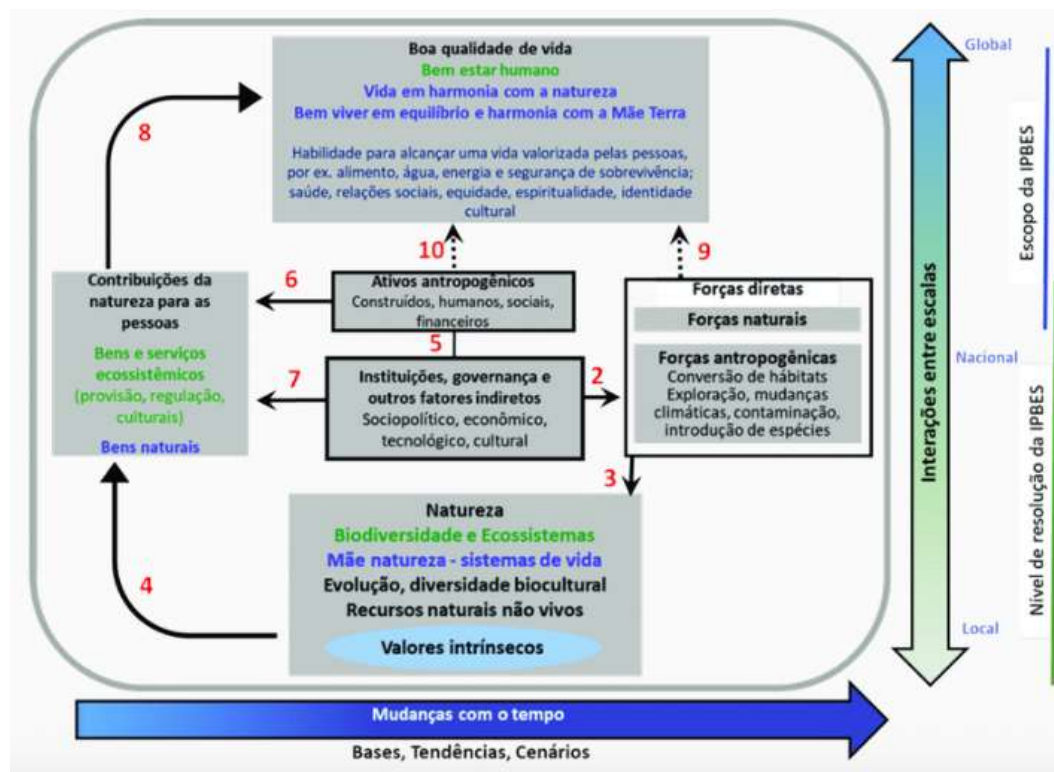 Boa qualidade de vida
Bem estar humano
Vida em harmonia com a natureza
Bem viver em equilíbrio e harmonia com a Mãe Terra
Habilidade para alcançar uma vida valorizada pelas pessoas,
por ex. alimento, água, energia e segurança de sobrevivência;
saúde, relações sociais, equidade, espiritualidade, identidade
cultural
8
10
9
Contribuições da
natureza para as
pessoas
Bens e serviços
ecossistêmicos
(provisão, regulação,
culturais)
Bens naturais
6
Ativos antropogênicos
Construídos, humanos, sociais,
financeiros
5
7
Instituições, governança e
outros fatores indiretos
Sociopolítico, econômico,
tecnológico, cultural
2
Forças diretas
Forças naturais
Forças antropogênicas
Conversão de hábitats
Exploração, mudanças
climáticas, contaminação,
introdução de espécies
3
4
Natureza
Biodiversidade e Ecossistemas
Mãe natureza - sistemas de vida
Evolução, diversidade biocultural
Recursos naturais não vivos
Valores intrínsecos
Mudanças com o tempo
Bases, Tendências, Cenários
Interações entre escalas
Global
Nacional
Local
Escopo da IPBES
Nível de resolução da IPBES